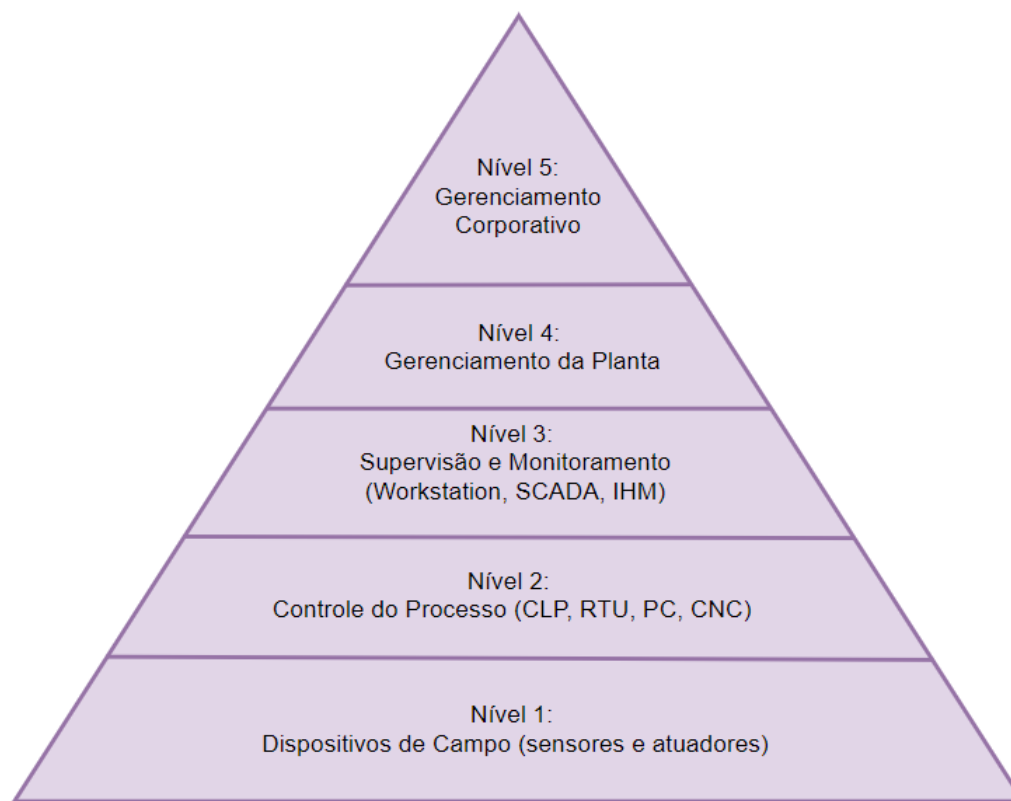 Nível 5:
Gerenciamento
Corporativo
Nível 4:
Gerenciamento da Planta
Nível 3:
Supervisão e Monitoramento
(Workstation, SCADA, IHM)
Nível 2:
Controle do Processo (CLP, RTU, PC, CNC)
Nível 1:
Dispositivos de Campo (sensores e atuadores)